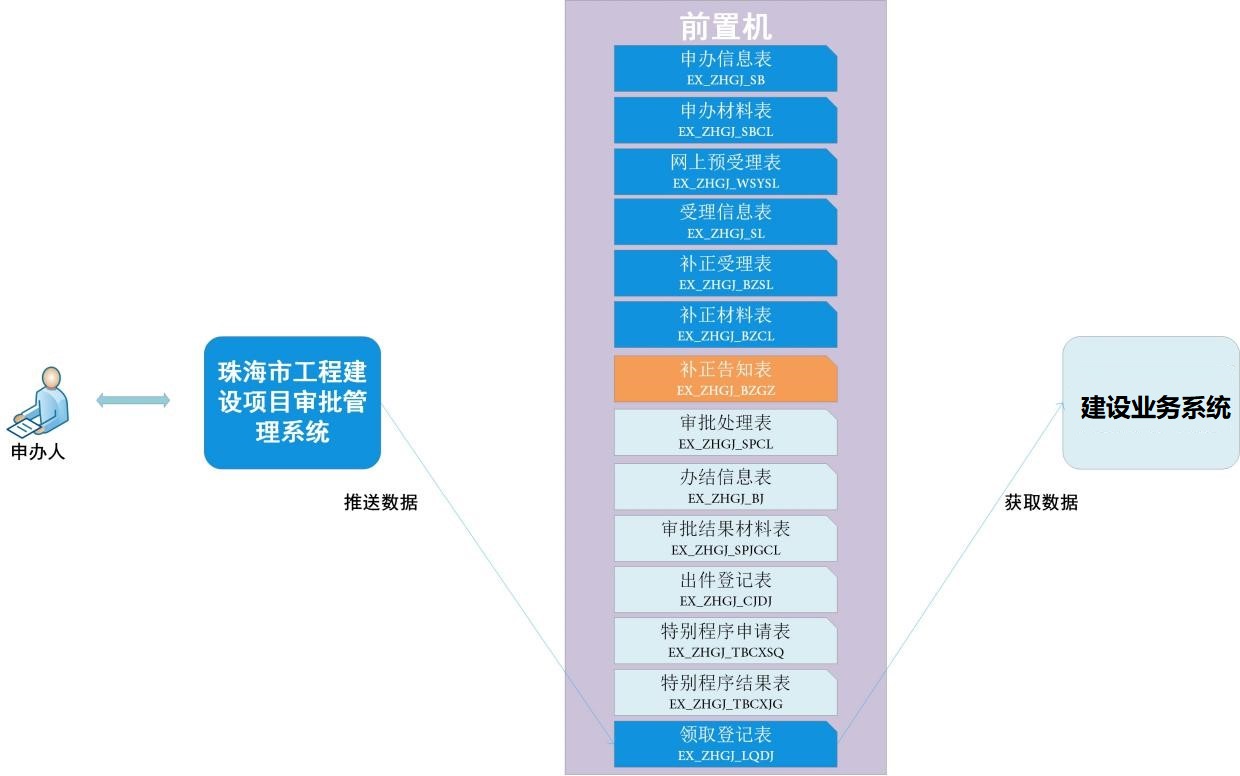 前置机
申办信息表
EX_ZHGJ_SB
申办材料表
EX_ZHGJ_SBCL
网上预受理表
EX_ZHGJ_WSYSL
受理信息表
EX_ZHGJ_SL
补正受理表
EX_ZHGJ_BZSL
补正材料表
EX_ZHGJ_BZCL
补正告知表
EX_ZHGJ_BZGZ
审批处理表
EX_ZHGJ_SPCL
办结信息表
EX_ZHGJ_BJ
审批结果材料表
EX_ZHGJ_SPJGCL
出件登记表
EX_ZHGJ_CJDJ
特别程序申请表
EX_ZHGJ_TBCXSQ
特别程序结果表
EX_ZHGJ_TBCXJG
领取登记表
EX_ZHGJ_LQDJ
申办人
珠海市工程建
设项目审批管
理系统
推送数据
获取数据
建设业务系统